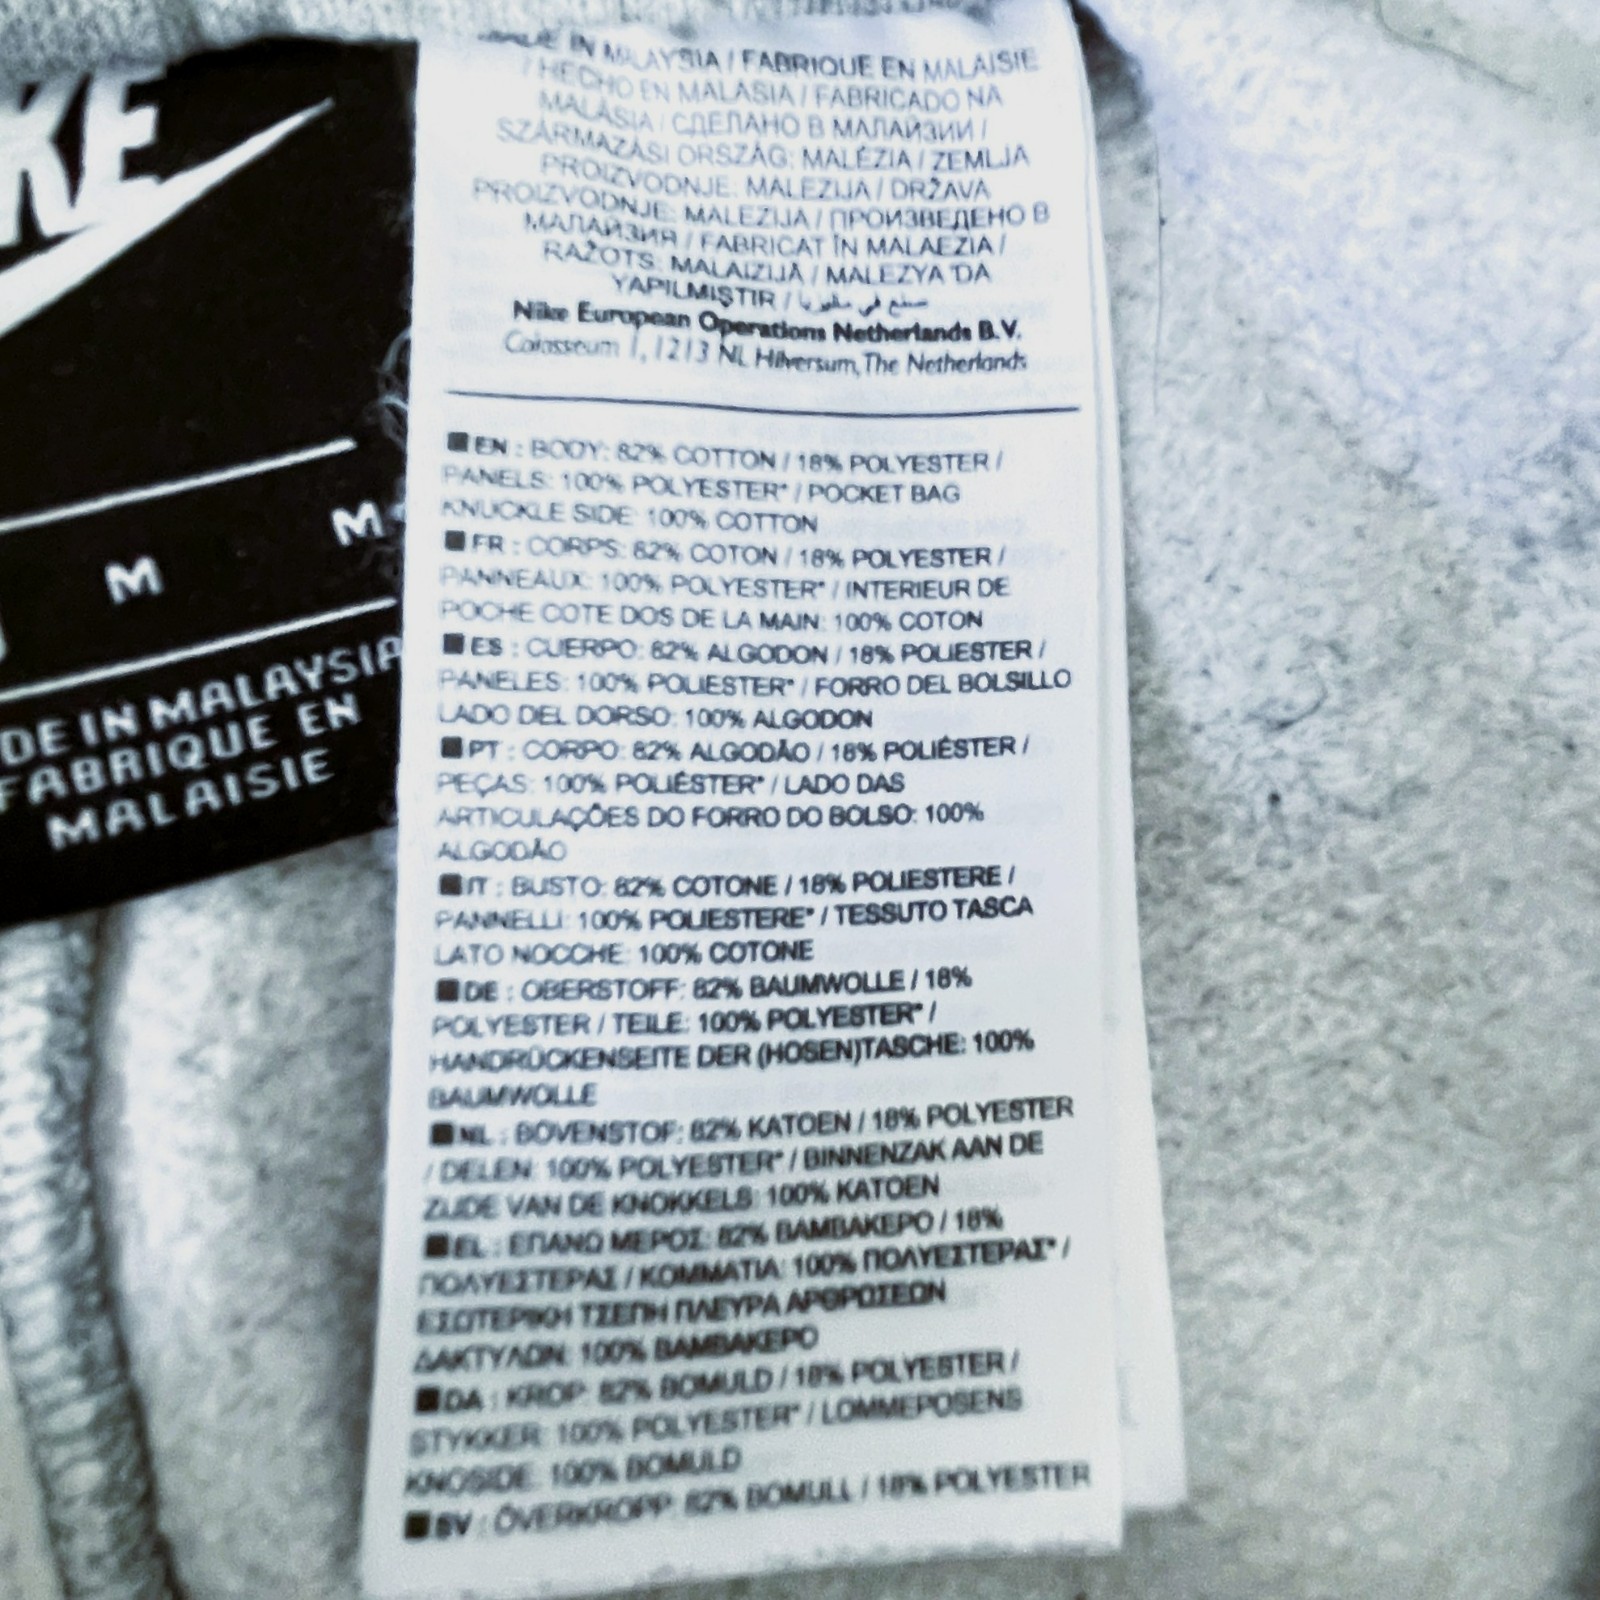 KE
M M
DE IN MALAYSIA
FABRIQUE EN
MALAISIE
IN MALAYSIA / FABRIQUE EN MALAISIE
/ HECHO EN MALASIA / FABRICADO NA
MALÁSIA / СДЕЛАНО В МАЛАЙЗИИ /
SZÁRMAZÁSI ORSZÁG: MALÉZIA / ZEMLJA
PROIZVODNJE: MALEZIJA / DRŽAVA
PROIZVODNJE: MALEZIJA / ПРОИЗВЕДЕНО В
МАЛАЙЗИЯ / FABRICAT ÎN MALAEZIA /
RAŽOTS: MALAIZIJĀ / MALEZYA 'DA
YAPILMIŞTIR / صنع في ماليزيا
Nike European Operations Netherlands B.V.
Colosseum 1, 1213 NL Hilversum, The Netherlands
■ EN : BODY: 82% COTTON / 18% POLYESTER /
PANELS: 100% POLYESTER* / POCKET BAG
KNUCKLE SIDE: 100% COTTON
■ FR : CORPS: 82% COTON / 18% POLYESTER /
PANNEAUX: 100% POLYESTER* / INTERIEUR DE
POCHE COTE DOS DE LA MAIN: 100% COTON
■ ES : CUERPO: 82% ALGODON / 18% POLIESTER /
PANELES: 100% POLIESTER* / FORRO DEL BOLSILLO
LADO DEL DORSO: 100% ALGODON
■ PT : CORPO: 82% ALGODÃO / 18% POLIÉSTER /
PEÇAS: 100% POLIÉSTER* / LADO DAS
ARTICULAÇÕES DO FORRO DO BOLSO: 100%
ALGODÃO
■ IT : BUSTO: 82% COTONE / 18% POLIESTERE /
PANNELLI: 100% POLIESTERE* / TESSUTO TASCA
LATO NOCCHE: 100% COTONE
■ DE : OBERSTOFF: 82% BAUMWOLLE / 18%
POLYESTER / TEILE: 100% POLYESTER* /
HANDRÜCKENSEITE DER (HOSEN)TASCHE: 100%
BAUMWOLLE
■ NL : BOVENSTOF: 82% KATOEN / 18% POLYESTER
/ DELEN: 100% POLYESTER* / BINNENZAK AAN DE
ZIJDE VAN DE KNOKKELS: 100% KATOEN
■ EL : ΕΠΑΝΩ ΜΕΡΟΣ: 82% ΒΑΜΒΑΚΕΡΟ / 18%
ΠΟΛΥΕΣΤΕΡΑΣ / ΚΟΜΜΑΤΙΑ: 100% ΠΟΛΥΕΣΤΕΡΑΣ* /
ΕΣΩΤΕΡΙΚΗ ΤΣΕΠΗ ΠΛΕΥΡΑ ΑΡΘΡΩΣΕΩΝ
ΔΑΚΤΥΛΩΝ: 100% ΒΑΜΒΑΚΕΡΟ
■ DA : KROP: 82% BOMULD / 18% POLYESTER /
STYKKER: 100% POLYESTER* / LOMMEPOSENS
KNOSIDE: 100% BOMULD
■ SV : ÖVERKROPP: 82% BOMULL / 18% POLYESTER